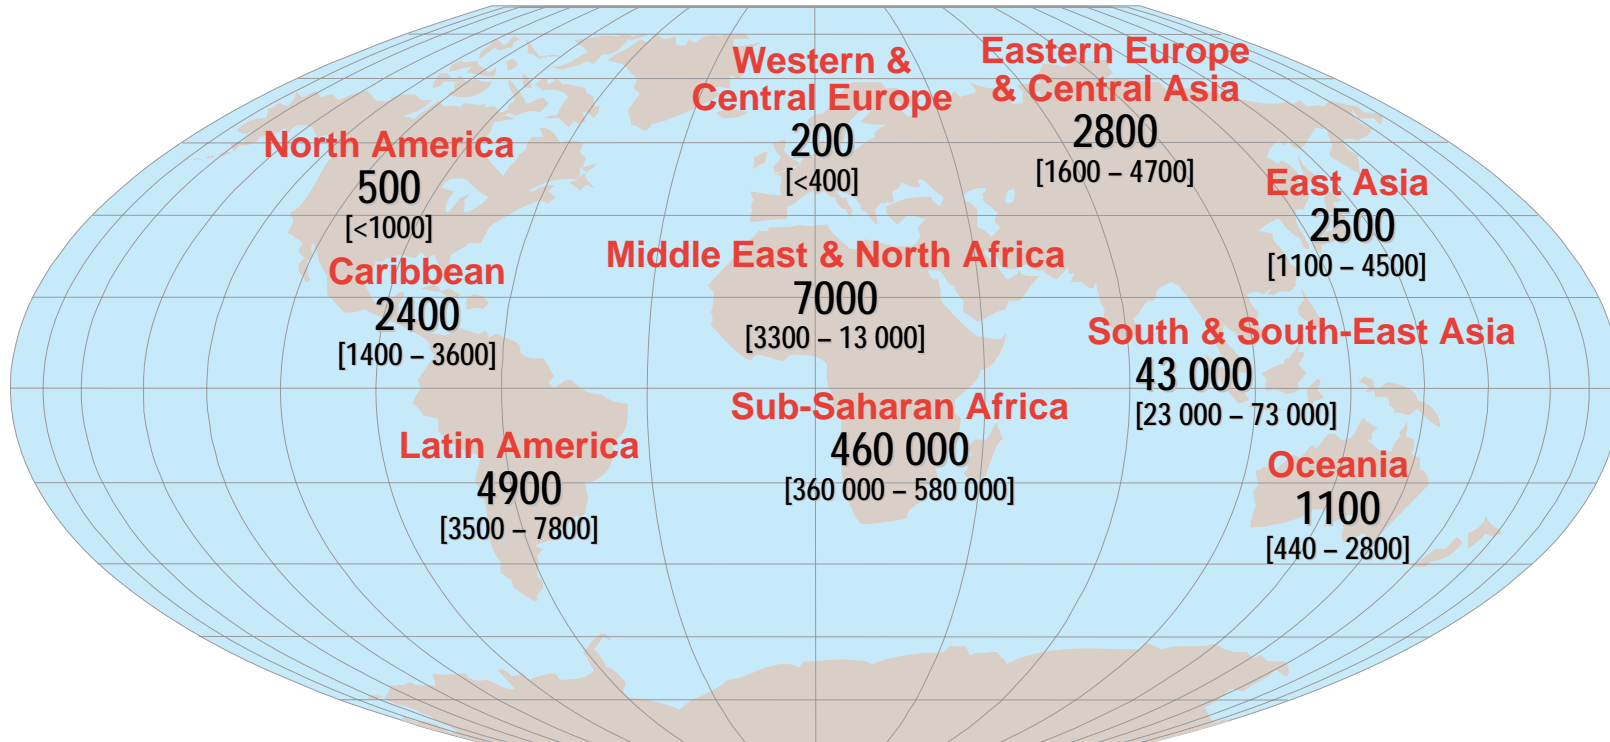 Western &
Central Europe
200
[<400]
Eastern Europe
& Central Asia
2800
[1600 – 4700]
North America
500
[<1000]
East Asia
2500
[1100 – 4500]
Caribbean
2400
[1400 – 3600]
Middle East & North Africa
7000
[3300 – 13 000]
South & South-East Asia
43 000
[23 000 – 73 000]
Sub-Saharan Africa
460 000
[360 000 – 580 000]
Latin America
4900
[3500 – 7800]
Oceania
1100
[440 – 2800]